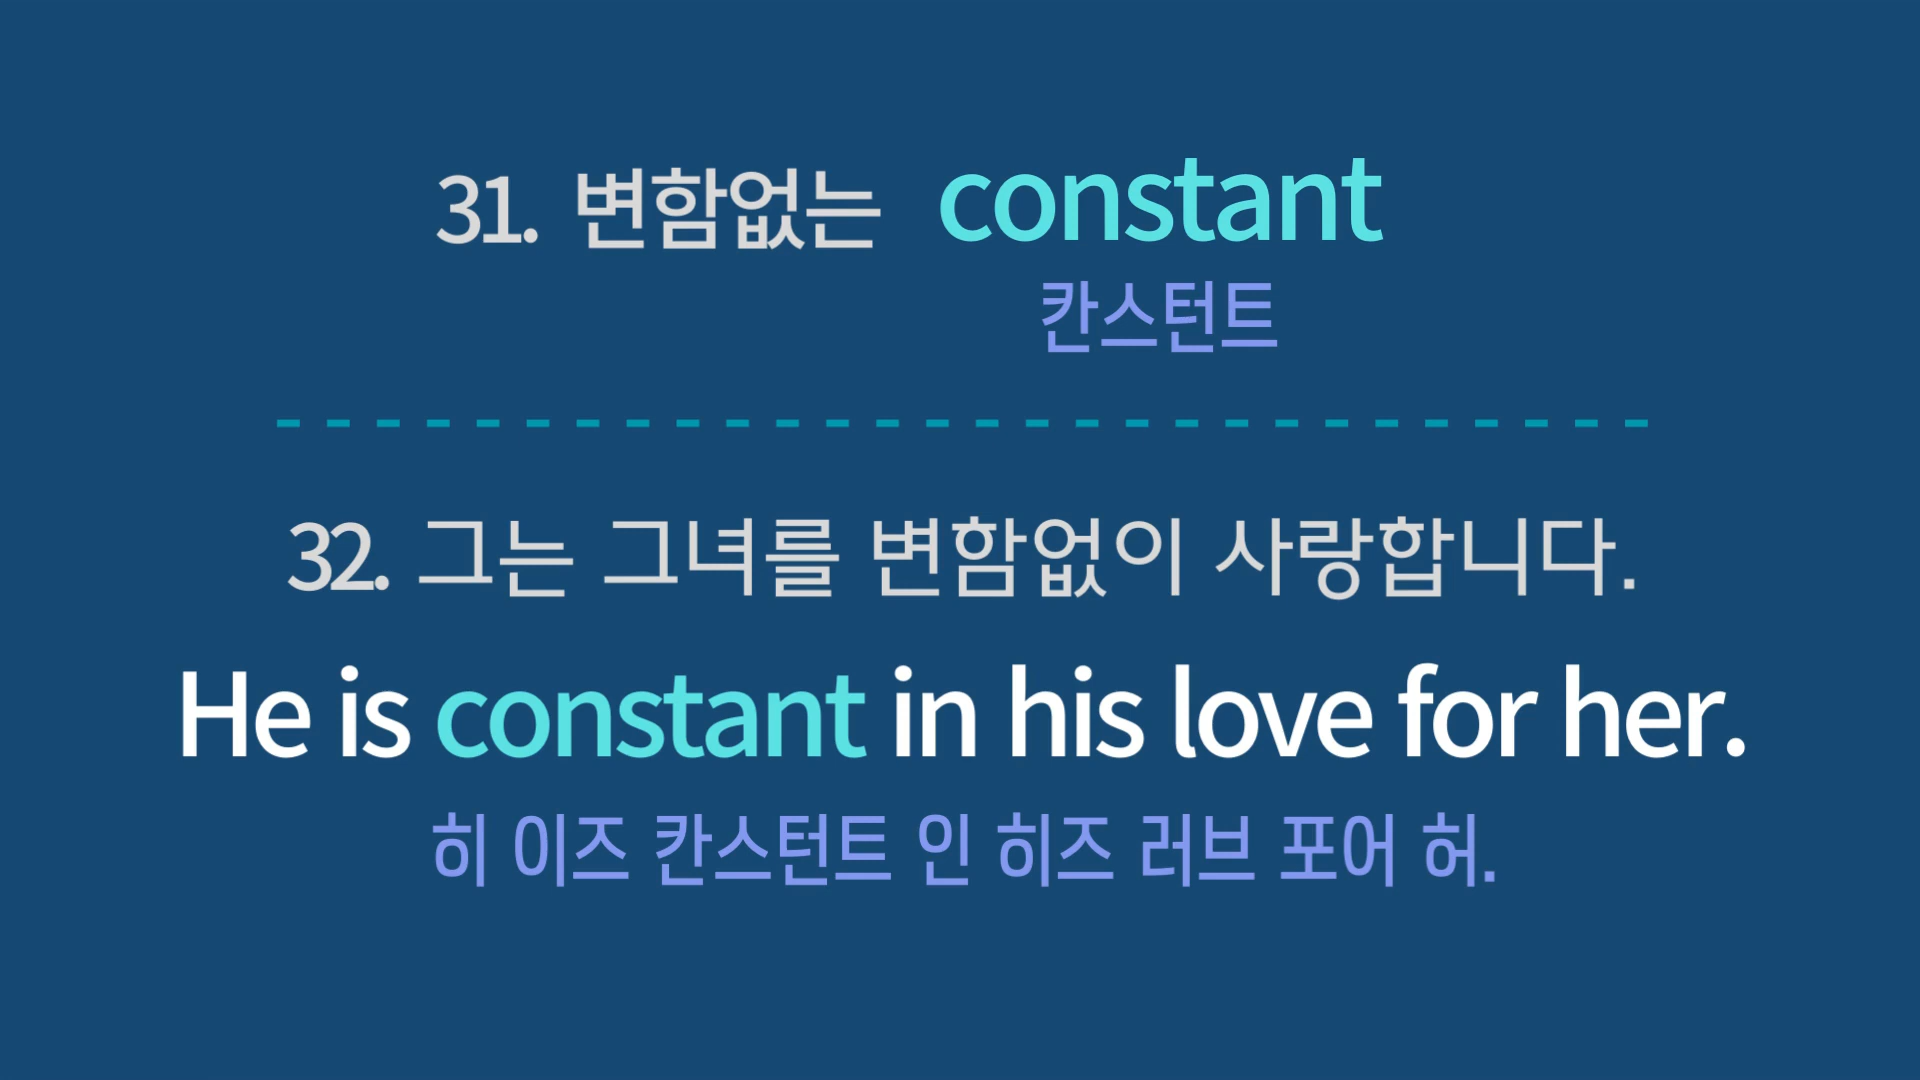 31. 변함없는 constant
칸스턴트
32. 그는 그녀를 변함없이 사랑합니다.
He is constant in his love for her.
히 이즈 칸스턴트 인 히즈 러브 포어 허.